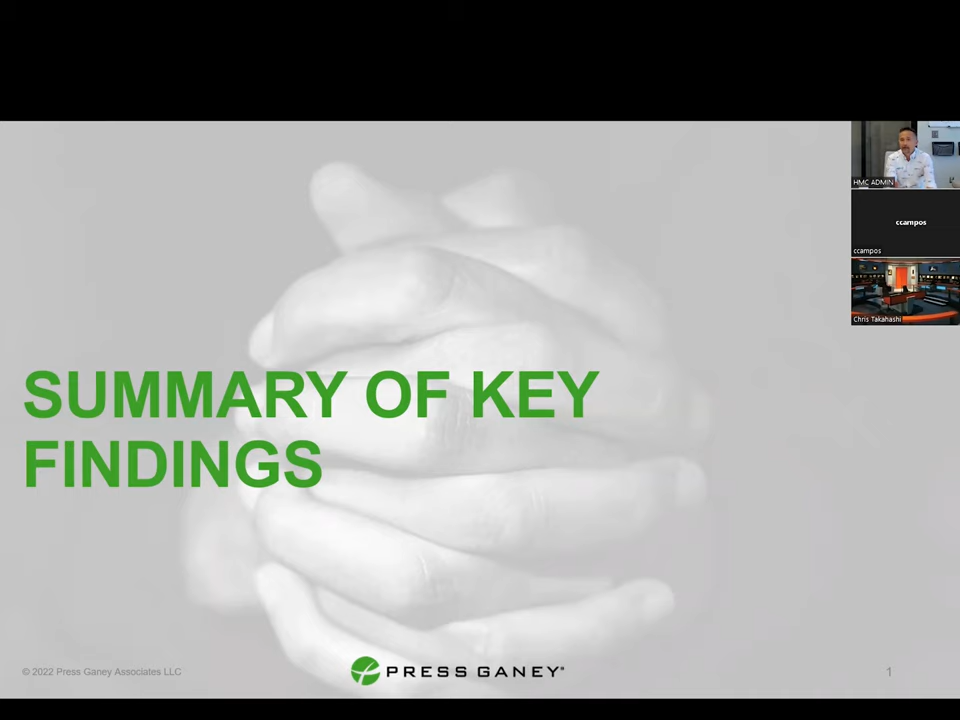 HMC ADMIN
ccampos
ccampos
Chris Takahashi
SUMMARY OF KEY
FINDINGS
© 2022 Press Ganey Associates LLC
PRESS GANEY®
1